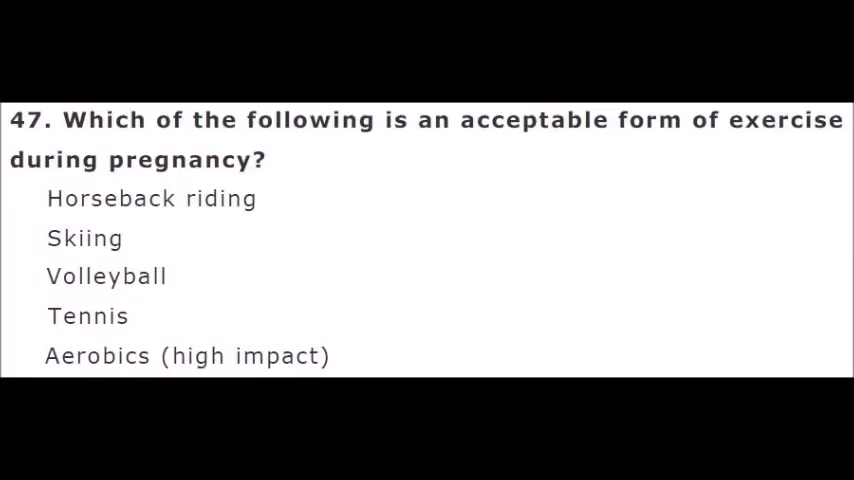 47. Which of the following is an acceptable form of exercise
during pregnancy?
Horseback riding
Skiing
Volleyball
Tennis
Aerobics (high impact)